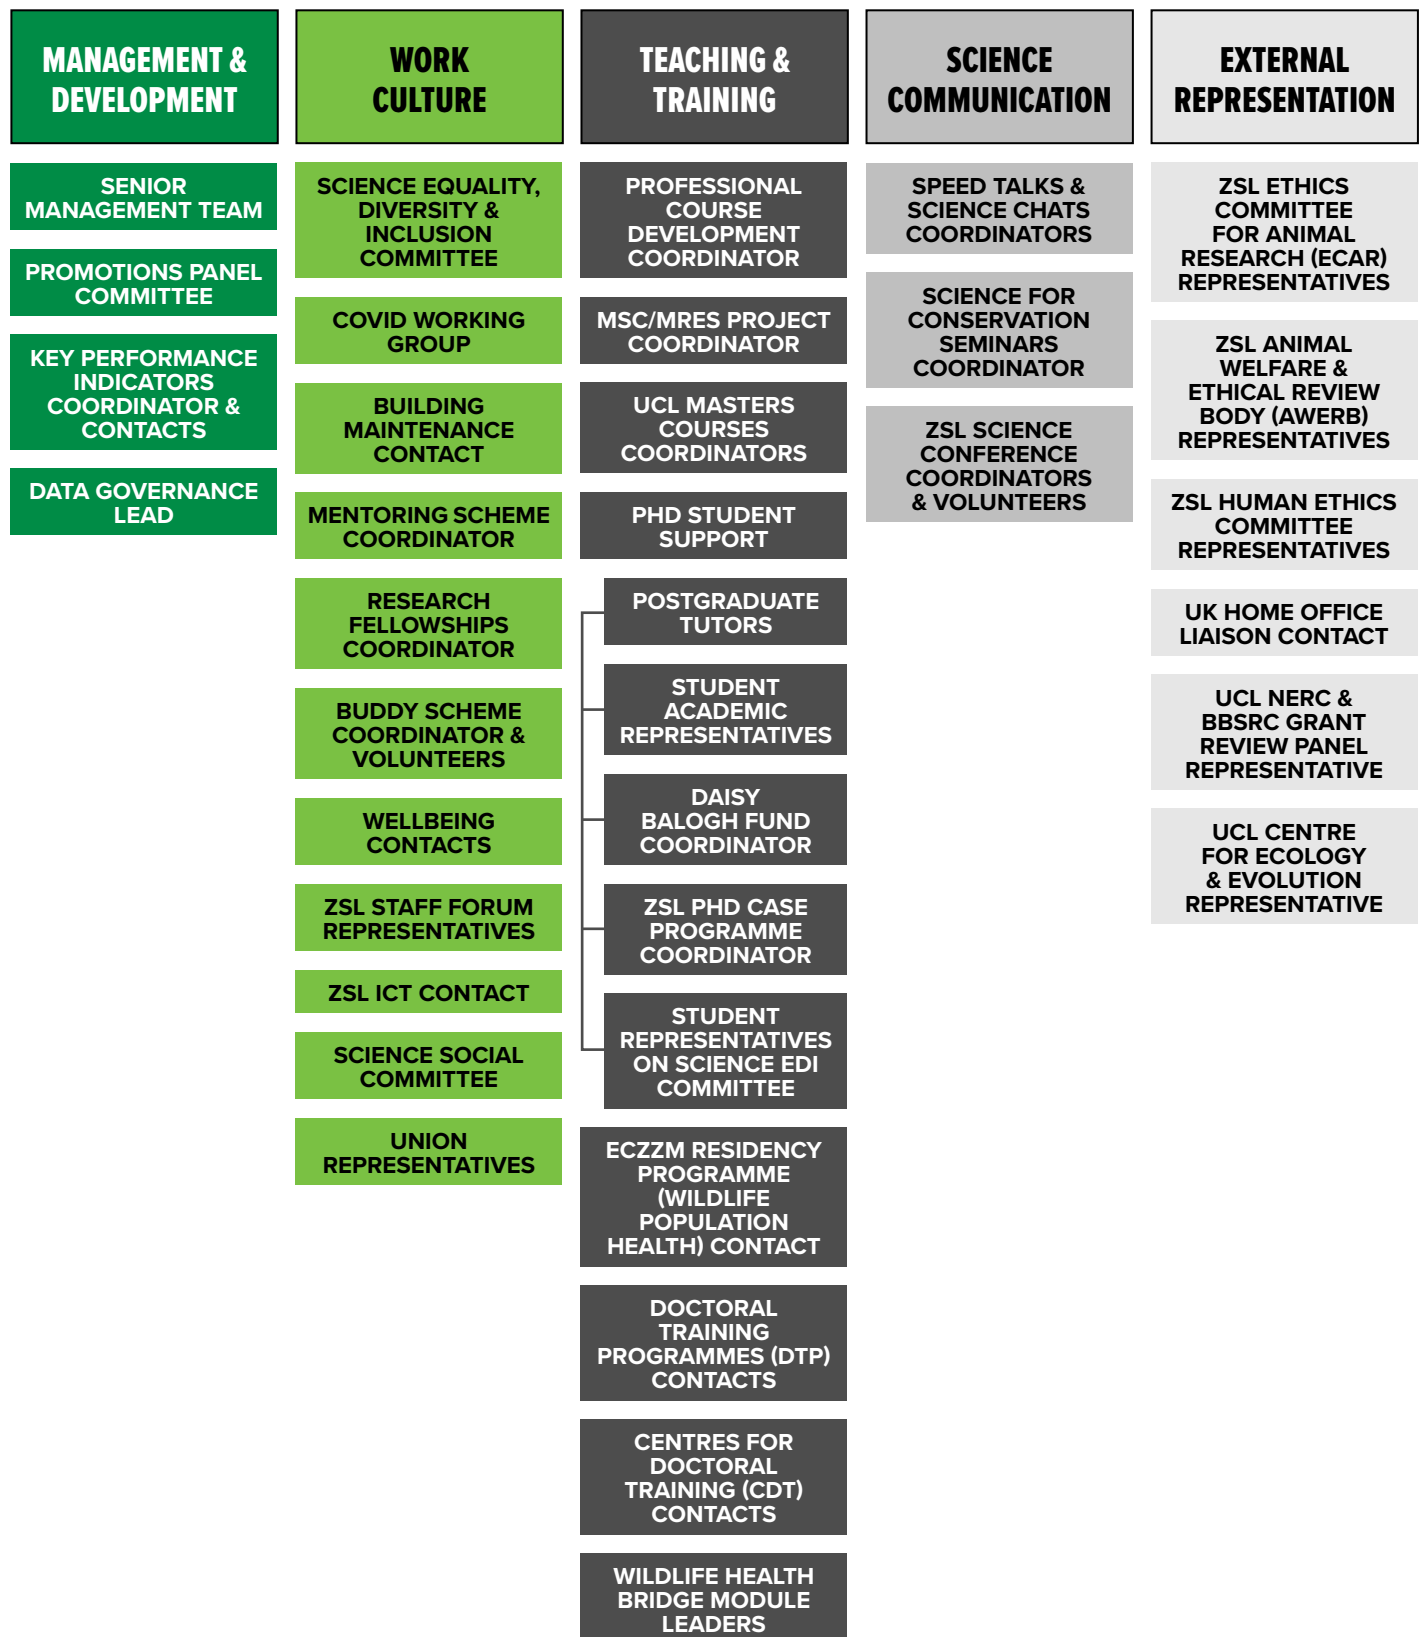 MANAGEMENT &
DEVELOPMENT
SENIOR
MANAGEMENT TEAM
PROMOTIONS PANEL
COMMITTEE
KEY PERFORMANCE
INDICATORS
COORDINATOR &
CONTACTS
DATA GOVERNANCE
LEAD
WORK
CULTURE
SCIENCE EQUALITY,
DIVERSITY &
INCLUSION
COMMITTEE
COVID WORKING
GROUP
BUILDING
MAINTENANCE
CONTACT
MENTORING SCHEME
COORDINATOR
RESEARCH
FELLOWSHIPS
COORDINATOR
BUDDY SCHEME
COORDINATOR &
VOLUNTEERS
WELLBEING
CONTACTS
ZSL STAFF FORUM
REPRESENTATIVES
ZSL ICT CONTACT
SCIENCE SOCIAL
COMMITTEE
UNION
REPRESENTATIVES
TEACHING &
TRAINING
PROFESSIONAL
COURSE
DEVELOPMENT
COORDINATOR
MSC/MRES PROJECT
COORDINATOR
UCL MASTERS
COURSES
COORDINATORS
PHD STUDENT
SUPPORT
POSTGRADUATE
TUTORS
STUDENT
ACADEMIC
REPRESENTATIVES
DAISY
BALOGH FUND
COORDINATOR
ZSL PHD CASE
PROGRAMME
COORDINATOR
STUDENT
REPRESENTATIVES
ON SCIENCE EDI
COMMITTEE
ECZZM RESIDENCY
PROGRAMME
(WILDLIFE
POPULATION
HEALTH) CONTACT
DOCTORAL
TRAINING
PROGRAMMES (DTP)
CONTACTS
CENTRES FOR
DOCTORAL
TRAINING (CDT)
CONTACTS
WILDLIFE HEALTH
BRIDGE MODULE
LEADERS
SCIENCE
COMMUNICATION
SPEED TALKS &
SCIENCE CHATS
COORDINATORS
SCIENCE FOR
CONSERVATION
SEMINARS
COORDINATOR
ZSL SCIENCE
CONFERENCE
COORDINATORS
& VOLUNTEERS
EXTERNAL
REPRESENTATION
ZSL ETHICS
COMMITTEE
FOR ANIMAL
RESEARCH (ECAR)
REPRESENTATIVES
ZSL ANIMAL
WELFARE &
ETHICAL REVIEW
BODY (AWERB)
REPRESENTATIVES
ZSL HUMAN ETHICS
COMMITTEE
REPRESENTATIVES
UK HOME OFFICE
LIAISON CONTACT
UCL NERC &
BBSRC GRANT
REVIEW PANEL
REPRESENTATIVE
UCL CENTRE
FOR ECOLOGY
& EVOLUTION
REPRESENTATIVE